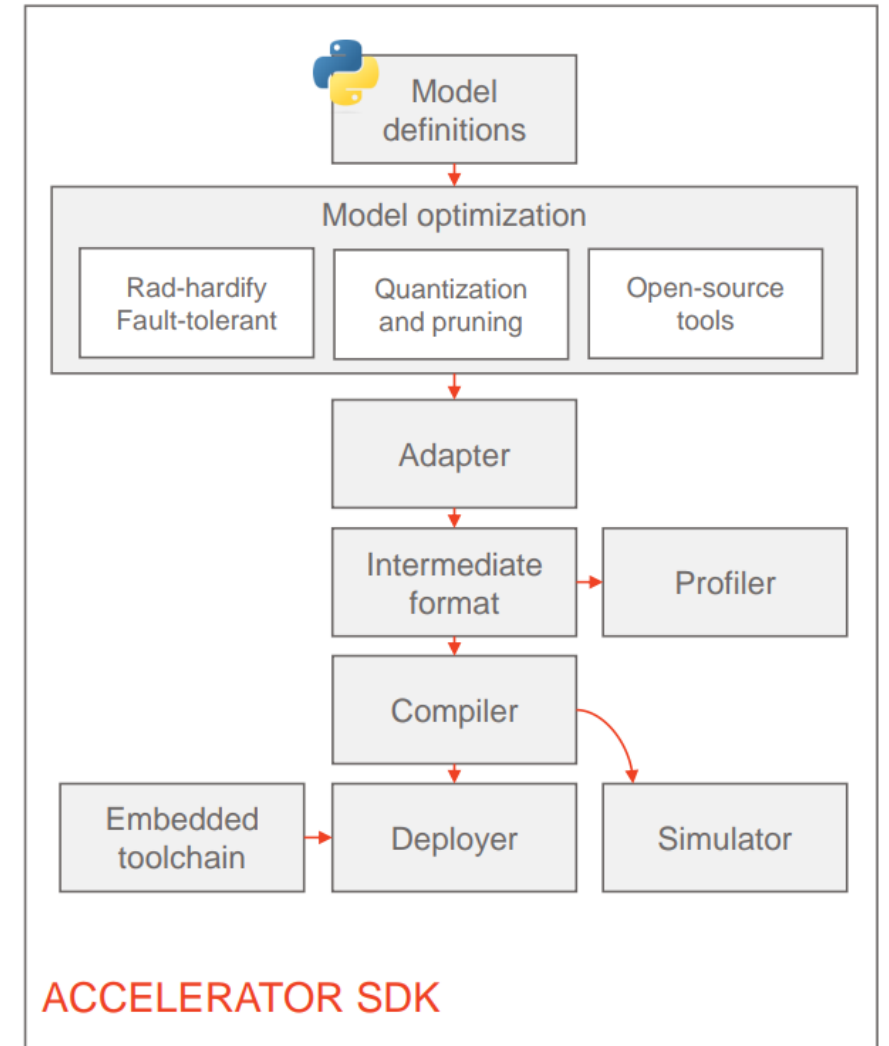 Model
definitions
Model optimization
Rad-hardify
Fault-tolerant
Quantization
and pruning
Open-source
tools
Adapter
Intermediate
format
Profiler
Compiler
Embedded
toolchain
Deployer
Simulator
ACCELERATOR SDK